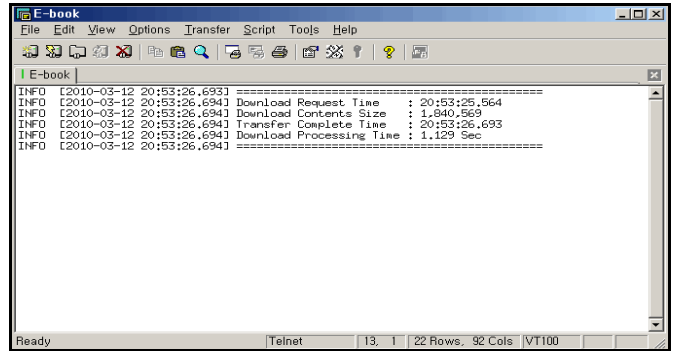 E-book
File Edit View Options Transfer Script Tools Help
E-book
INFO [2010-03-12 20:53:26.693] =============================================
INFO [2010-03-12 20:53:26.694] Download Request Time : 20:53:25.564
INFO [2010-03-12 20:53:26.694] Download Contents Size : 1,840,569
INFO [2010-03-12 20:53:26.694] Transfer Complete Time : 20:53:26.693
INFO [2010-03-12 20:53:26.694] Download Processing Time : 1.129 Sec
INFO [2010-03-12 20:53:26.694] =============================================
Ready Telnet 13, 1 22 Rows, 92 Cols VT100